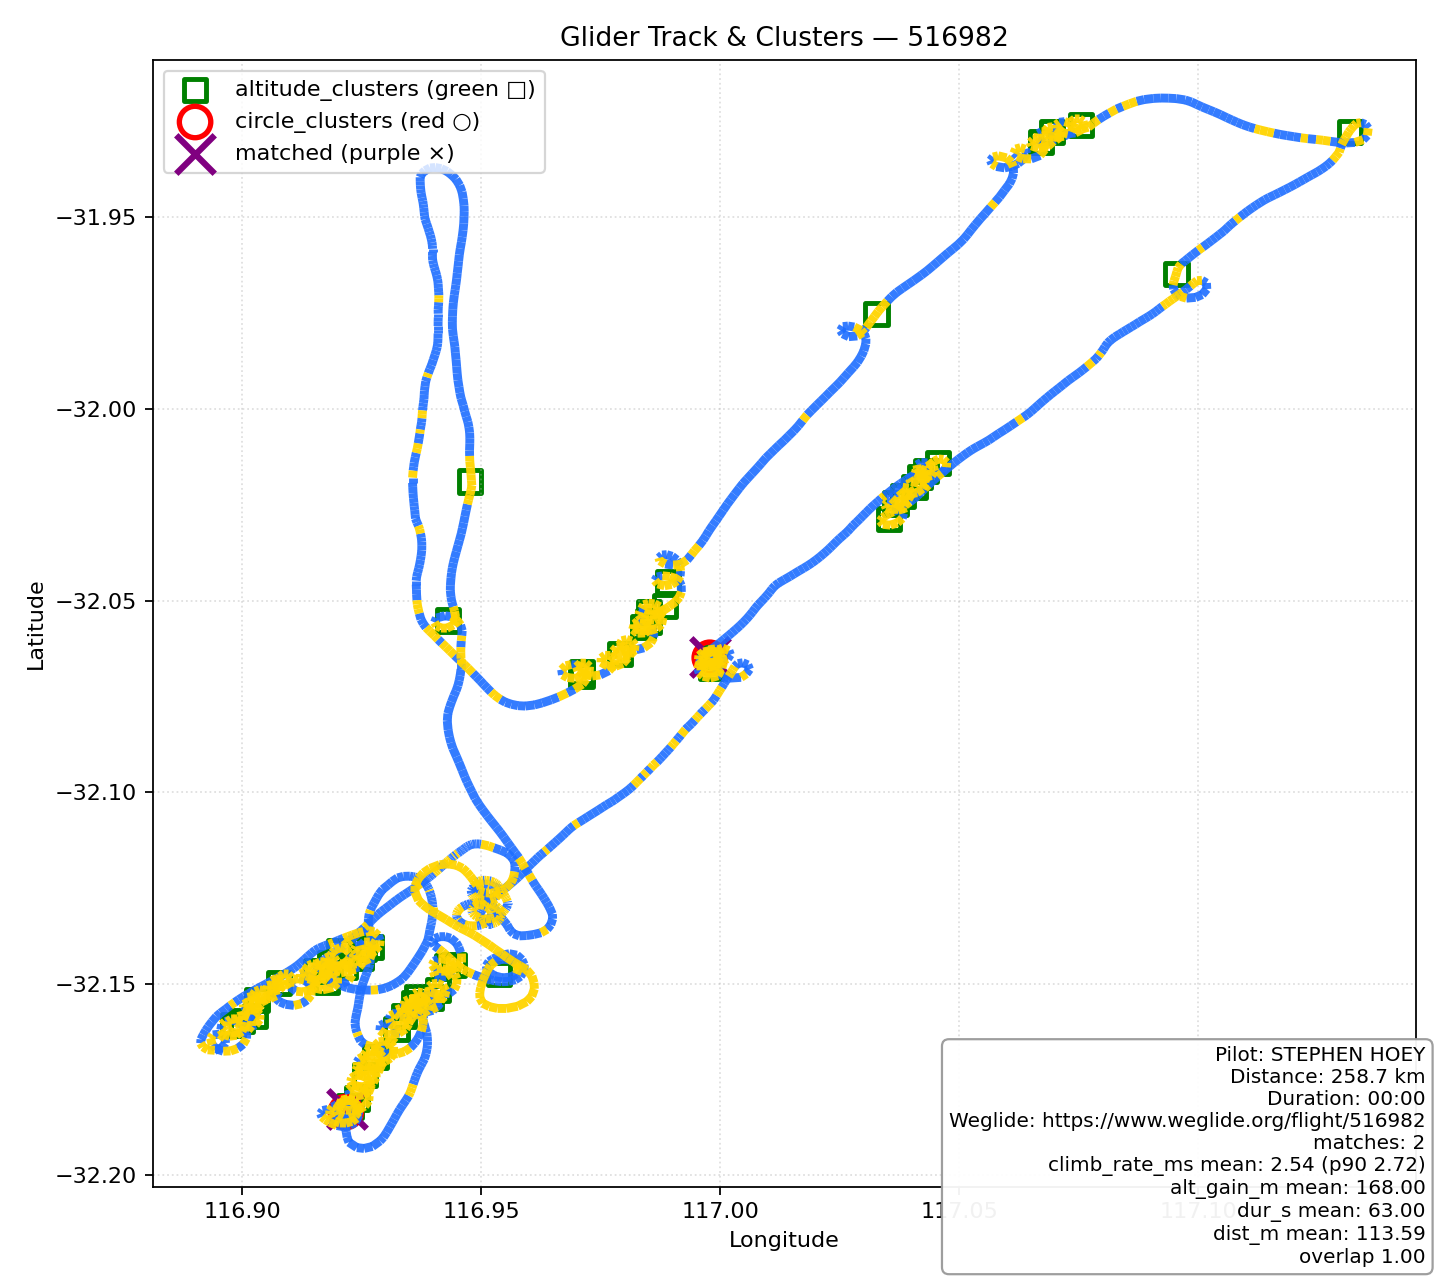 Glider Track & Clusters — 516982
altitude_clusters (green □)
circle_clusters (red ○)
matched (purple ×)
Latitude
−31.95
−32.00
−32.05
−32.10
−32.15
−32.20
116.90
116.95
117.00
117.05
117.10
Longitude
Pilot: STEPHEN HOEY
Distance: 258.7 km
Duration: 00:00
Weglide: https://www.weglide.org/flight/516982
matches: 2
climb_rate_ms mean: 2.54 (p90 2.72)
alt_gain_m mean: 168.00
dur_s mean: 63.00
dist_m mean: 113.59
overlap 1.00